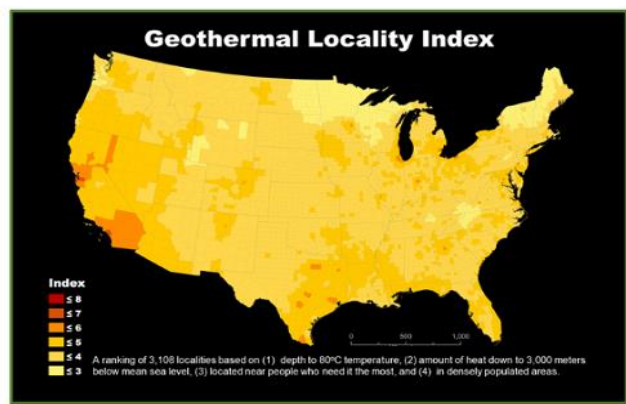 Geothermal Locality Index
Index
≤ 8
≤ 7
≤ 6
≤ 5
≤ 4
≤ 3
0 500 1,000
A ranking of 3,108 localities based on (1) depth to 80ºC temperature, (2) amount of heat down to 3,000 meters
below mean sea level, (3) located near people who need it the most, and (4) in densely populated areas.